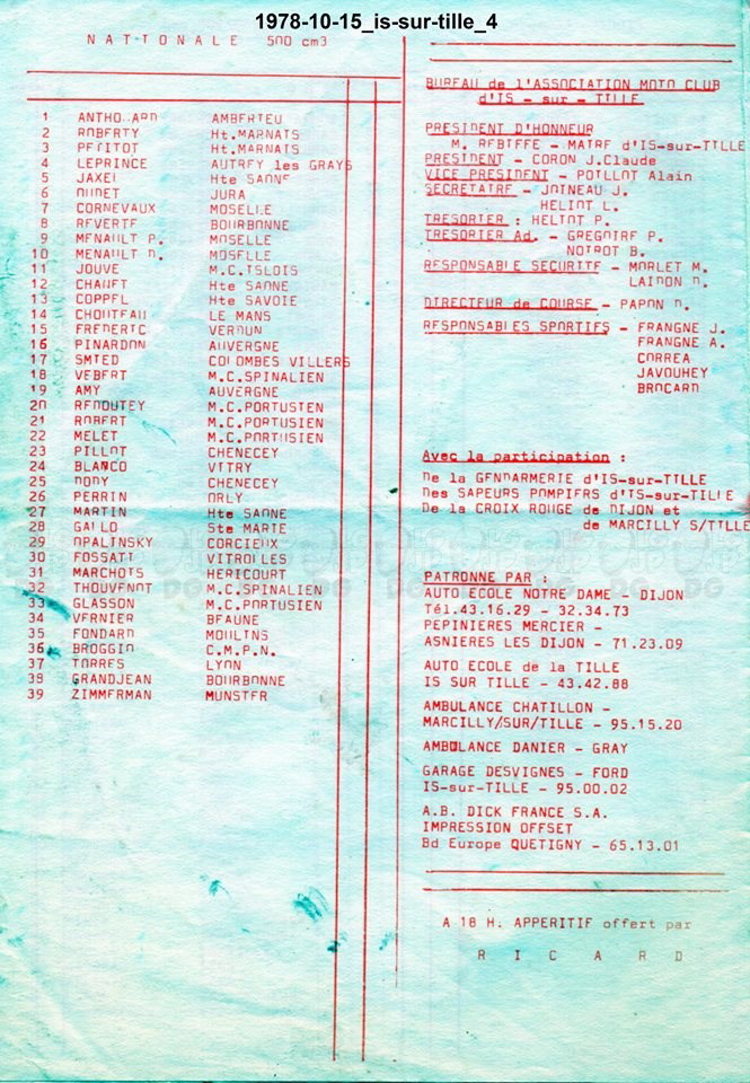 1978-10-15_is-sur-tille_4
NATIONALE 500 cm3
1 AMBERIEU
2 ROBERTY Ht.MARNAIS
3 PETITOT Ht.MARNAIS
4 LEPRINCE AUTREY les GRAYS
5 JAXEL Hte SAONE
6 OUDET JURA
7 CORNEVAUX MOSELLE
8 REVERTE BOURBONNE
9 MENAULT P. MOSELLE
10 MENAULT D. MOSELLE
11 JOUVE M.C.ISLOIS
12 CHANET Hte SAONE
13 COPPEL Hte SAVOIE
14 CHOUTEAU LE MANS
15 FREDERIC VERDUN
16 PINARDON AUVERGNE
17 SMIED COLOMBES VILLERS
18 VEBERT M.C.SPINALIEN
19 AMY AUVERGNE
20 REDOUTEY M.C.PORTUSIEN
21 ROBERT M.C.PORTUSIEN
22 MELET M.C.PORTUSIEN
23 PILLOT CHENECEY
24 BLANCO VITRY
25 DODY CHENECEY
26 PERRIN ORLY
27 MARTIN Hte SAONE
28 GALLO Ste MARIE
29 OPALINSKY CORCIEUX
30 FOSSATI VITROLLES
31 MARCHOIS HERICOURT
32 THOUVENOT M.C.SPINALIEN
33 GLASSON M.C.PORTUSIEN
34 VERNIER BEAUNE
35 FONDARD MOULINS
36 BROGGIO C.M.P.N.
37 TORRES LYON
38 GRANDJEAN BOURBONNE
39 ZIMMERMAN MUNSTER
BUREAU de l'ASSOCIATION MOTO CLUB
d'IS - sur - TILLE
PRESIDENT D'HONNEUR
M. REBIFFE - MAIRE d'IS-sur-TILLE
PRESIDENT - CORON J.Claude
VICE PRESIDENT - POILLOT Alain
SECRETAIRE - JOINEAU J.
HELIOT L.
TRESORIER : HELIOT P.
TRESORIER Ad. - GREGOIRE P.
NOIROT B.
RESPONSABLE SECURITE - MORLET M.
LAIDON D.
DIRECTEUR de COURSE - PAPON D.
RESPONSABLES SPORTIFS - FRANGNE J.
FRANGNE A.
CORREA
JAVOUHEY
BROCARD
Avec la participation :
De la GENDARMERIE d'IS-sur-TILLE
Des SAPEURS POMPIERS d'IS-sur-TILLE
De la CROIX ROUGE de DIJON et
de MARCILLY S/TILLE
PATRONNE PAR :
AUTO ECOLE NOTRE DAME - DIJON
Tél.43.16.29 - 32.34.73
PEPINIERES MERCIER -
ASNIERES LES DIJON - 71.23.09
AUTO ECOLE de la TILLE
IS SUR TILLE - 43.42.88
AMBULANCE CHATILLON -
MARCILLY/SUR/TILLE - 95.15.20
AMBULANCE DANIER - GRAY
GARAGE DESVIGNES - FORD
IS-sur-TILLE - 95.00.02
A.B. DICK FRANCE S.A.
IMPRESSION OFFSET
Bd Europe QUETIGNY - 65.13.01
A 18 H. APPERITIF offert par
RICARD